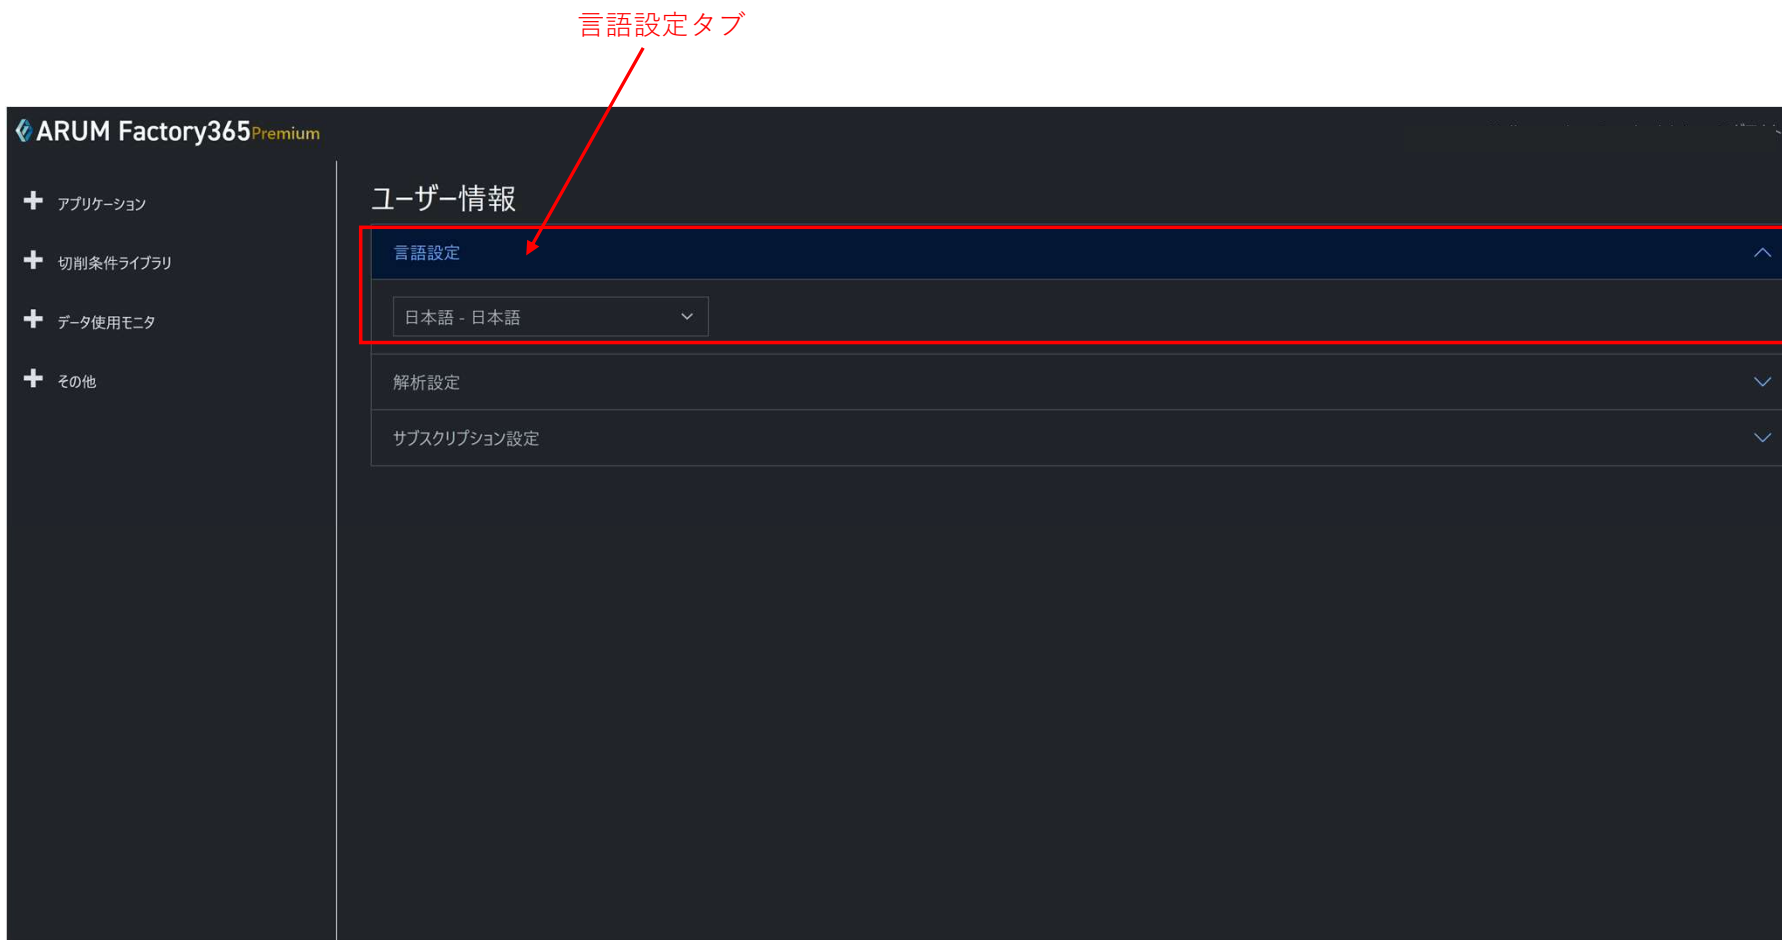 言語設定タブ
ARUM Factory365Premium
アプリケーション
切削条件ライブラリ
データ使用モニタ
その他
ユーザー情報
言語設定
日本語 - 日本語
解析設定
サブスクリプション設定